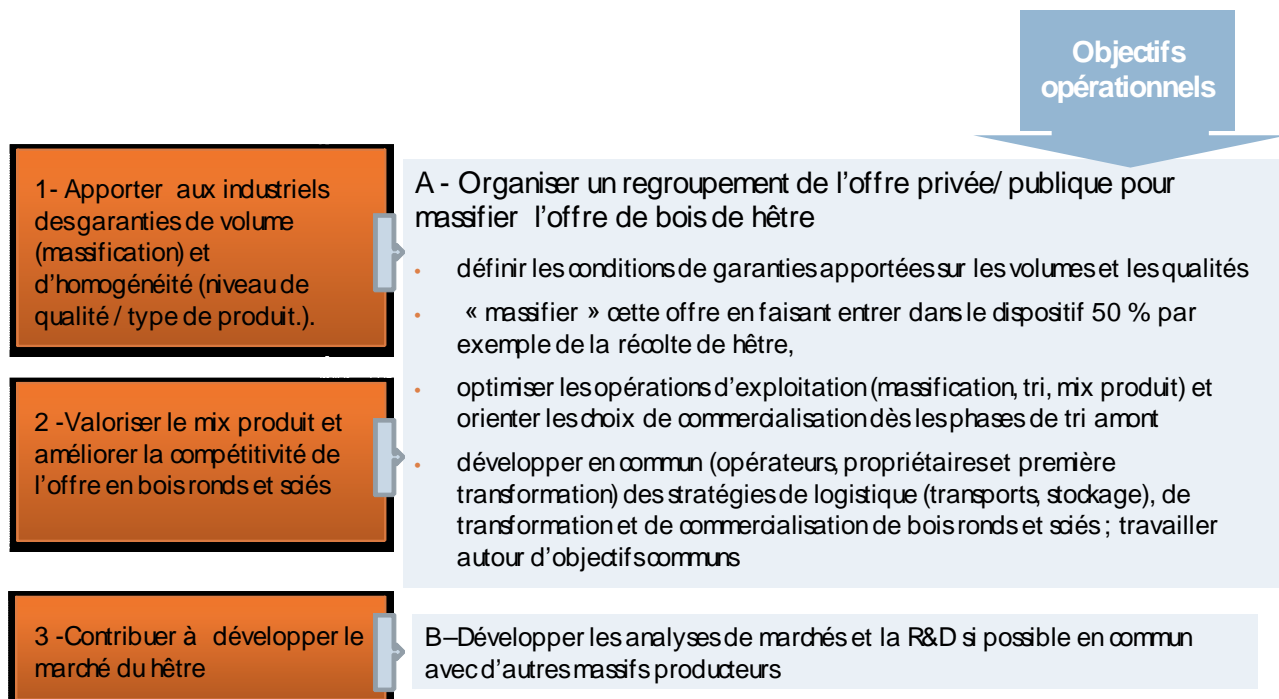 Objectifs
opérationnels
1- Apporter aux industriels
des garanties de volume
(massification) et
d'homogénéité (niveau de
qualité / type de produit.).
A - Organiser un regroupement de l'offre privée/ publique pour
massifier l'offre de bois de hêtre
• définir les conditions de garanties apportées sur les volumes et les qualités
• « massifier » cette offre en faisant entrer dans le dispositif 50 % par
exemple de la récolte de hêtre,
• optimiser les opérations d'exploitation (massification, tri, mix produit) et
orienter les choix de commercialisation dès les phases de tri amont
• développer en commun (opérateurs, propriétaires et première
transformation) des stratégies de logistique (transports, stockage), de
transformation et de commercialisation de bois ronds et sciés ; travailler
autour d'objectifs communs
2 -Valoriser le mix produit et
améliorer la compétitivité de
l'offre en bois ronds et sciés
3 -Contribuer à développer le
marché du hêtre
B–Développer les analyses de marchés et la R&D si possible en commun
avec d'autres massifs producteurs